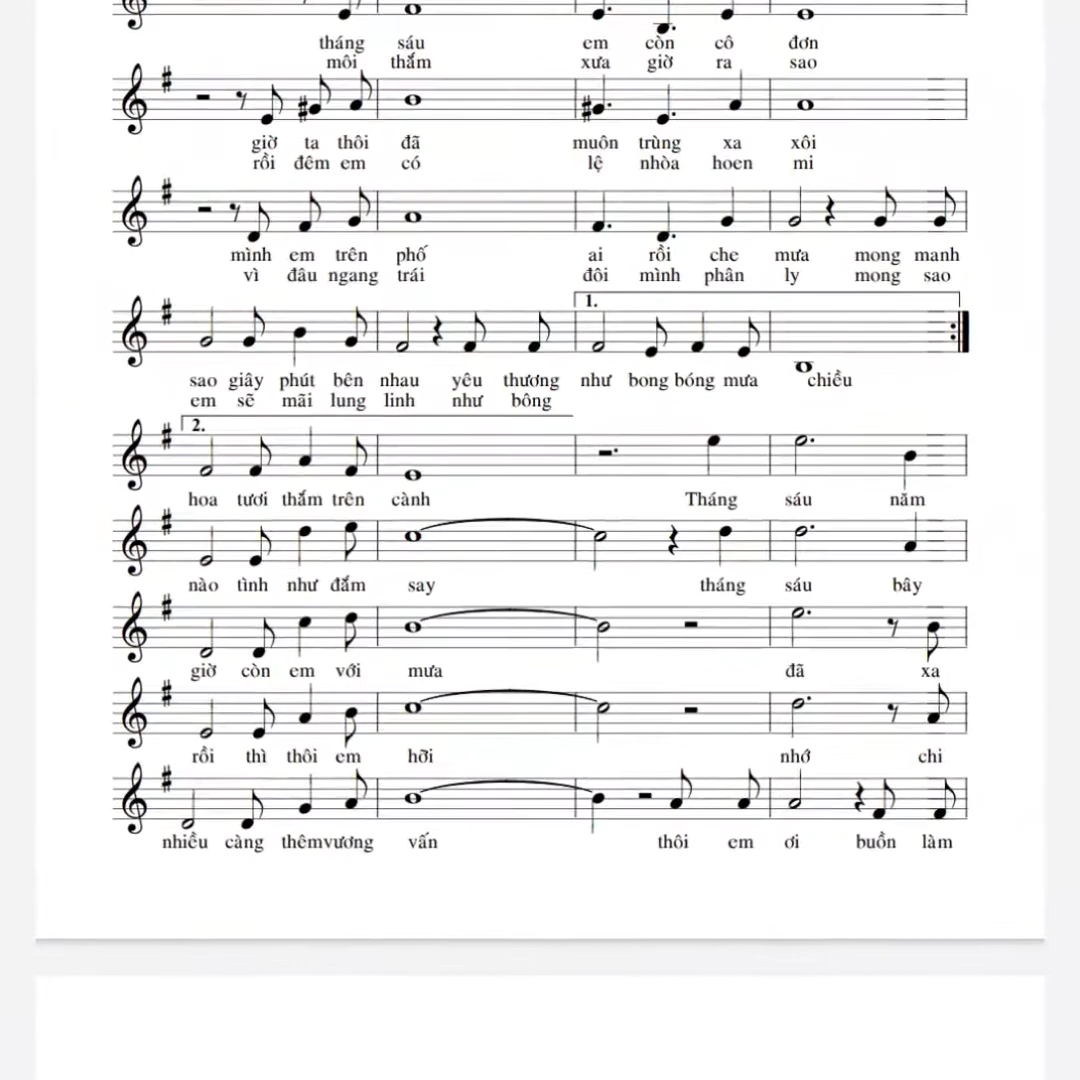 tháng sáu em còn cô đơn
môi thắm xưa giờ ra sao
giờ ta thôi đã muôn trùng xa xôi
rồi đêm em có lệ nhòa hoen mi
mình em trên phố ai rồi che mưa mong manh
vì đâu ngang trái đôi mình phân ly mong sao
1.
sao giây phút bên nhau yêu thương như bong bóng mưa chiều
em sẽ mãi lung linh như bông
2.
hoa tươi thắm trên cành Tháng sáu năm
nào tình như đắm say tháng sáu bây
giờ còn em với mưa đã xa
rồi thì thôi em hỡi nhớ chi
nhiều càng thêmvương vấn thôi em ơi buồn làm